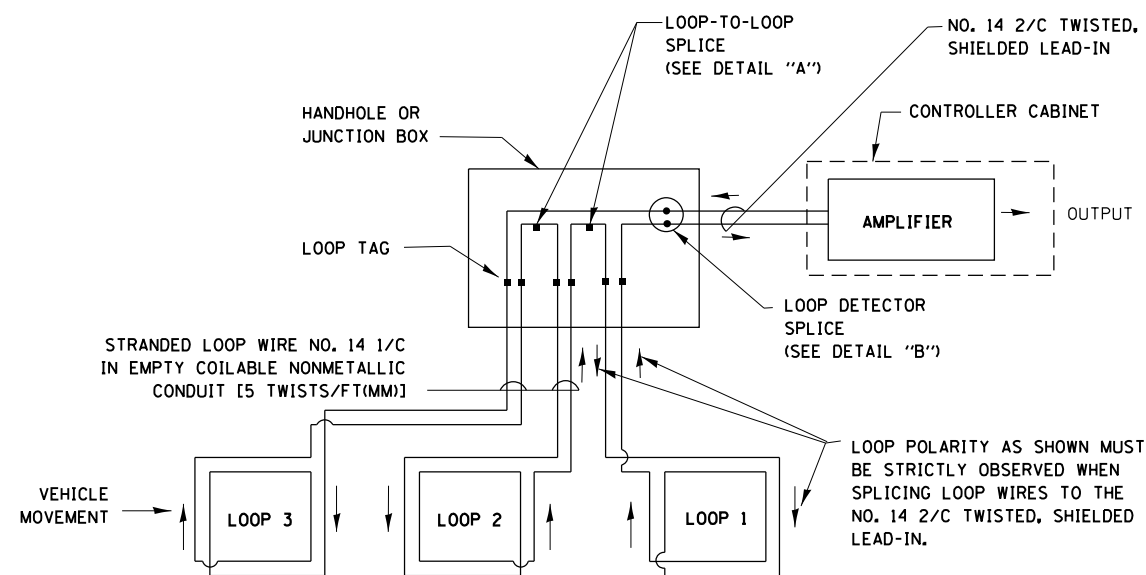 LOOP-TO-LOOP
SPLICE
(SEE DETAIL "A")
NO. 14 2/C TWISTED,
SHIELDED LEAD-IN
HANDHOLE OR
JUNCTION BOX
CONTROLLER CABINET
AMPLIFIER
OUTPUT
LOOP TAG
LOOP DETECTOR
SPLICE
(SEE DETAIL "B")
STRANDED LOOP WIRE NO. 14 1/C
IN EMPTY COILABLE NONMETALLIC
CONDUIT [5 TWISTS/FT(MM)]
LOOP POLARITY AS SHOWN MUST
BE STRICTLY OBSERVED WHEN
SPLICING LOOP WIRES TO THE
NO. 14 2/C TWISTED, SHIELDED
LEAD-IN.
VEHICLE
MOVEMENT
LOOP 3
LOOP 2
LOOP 1